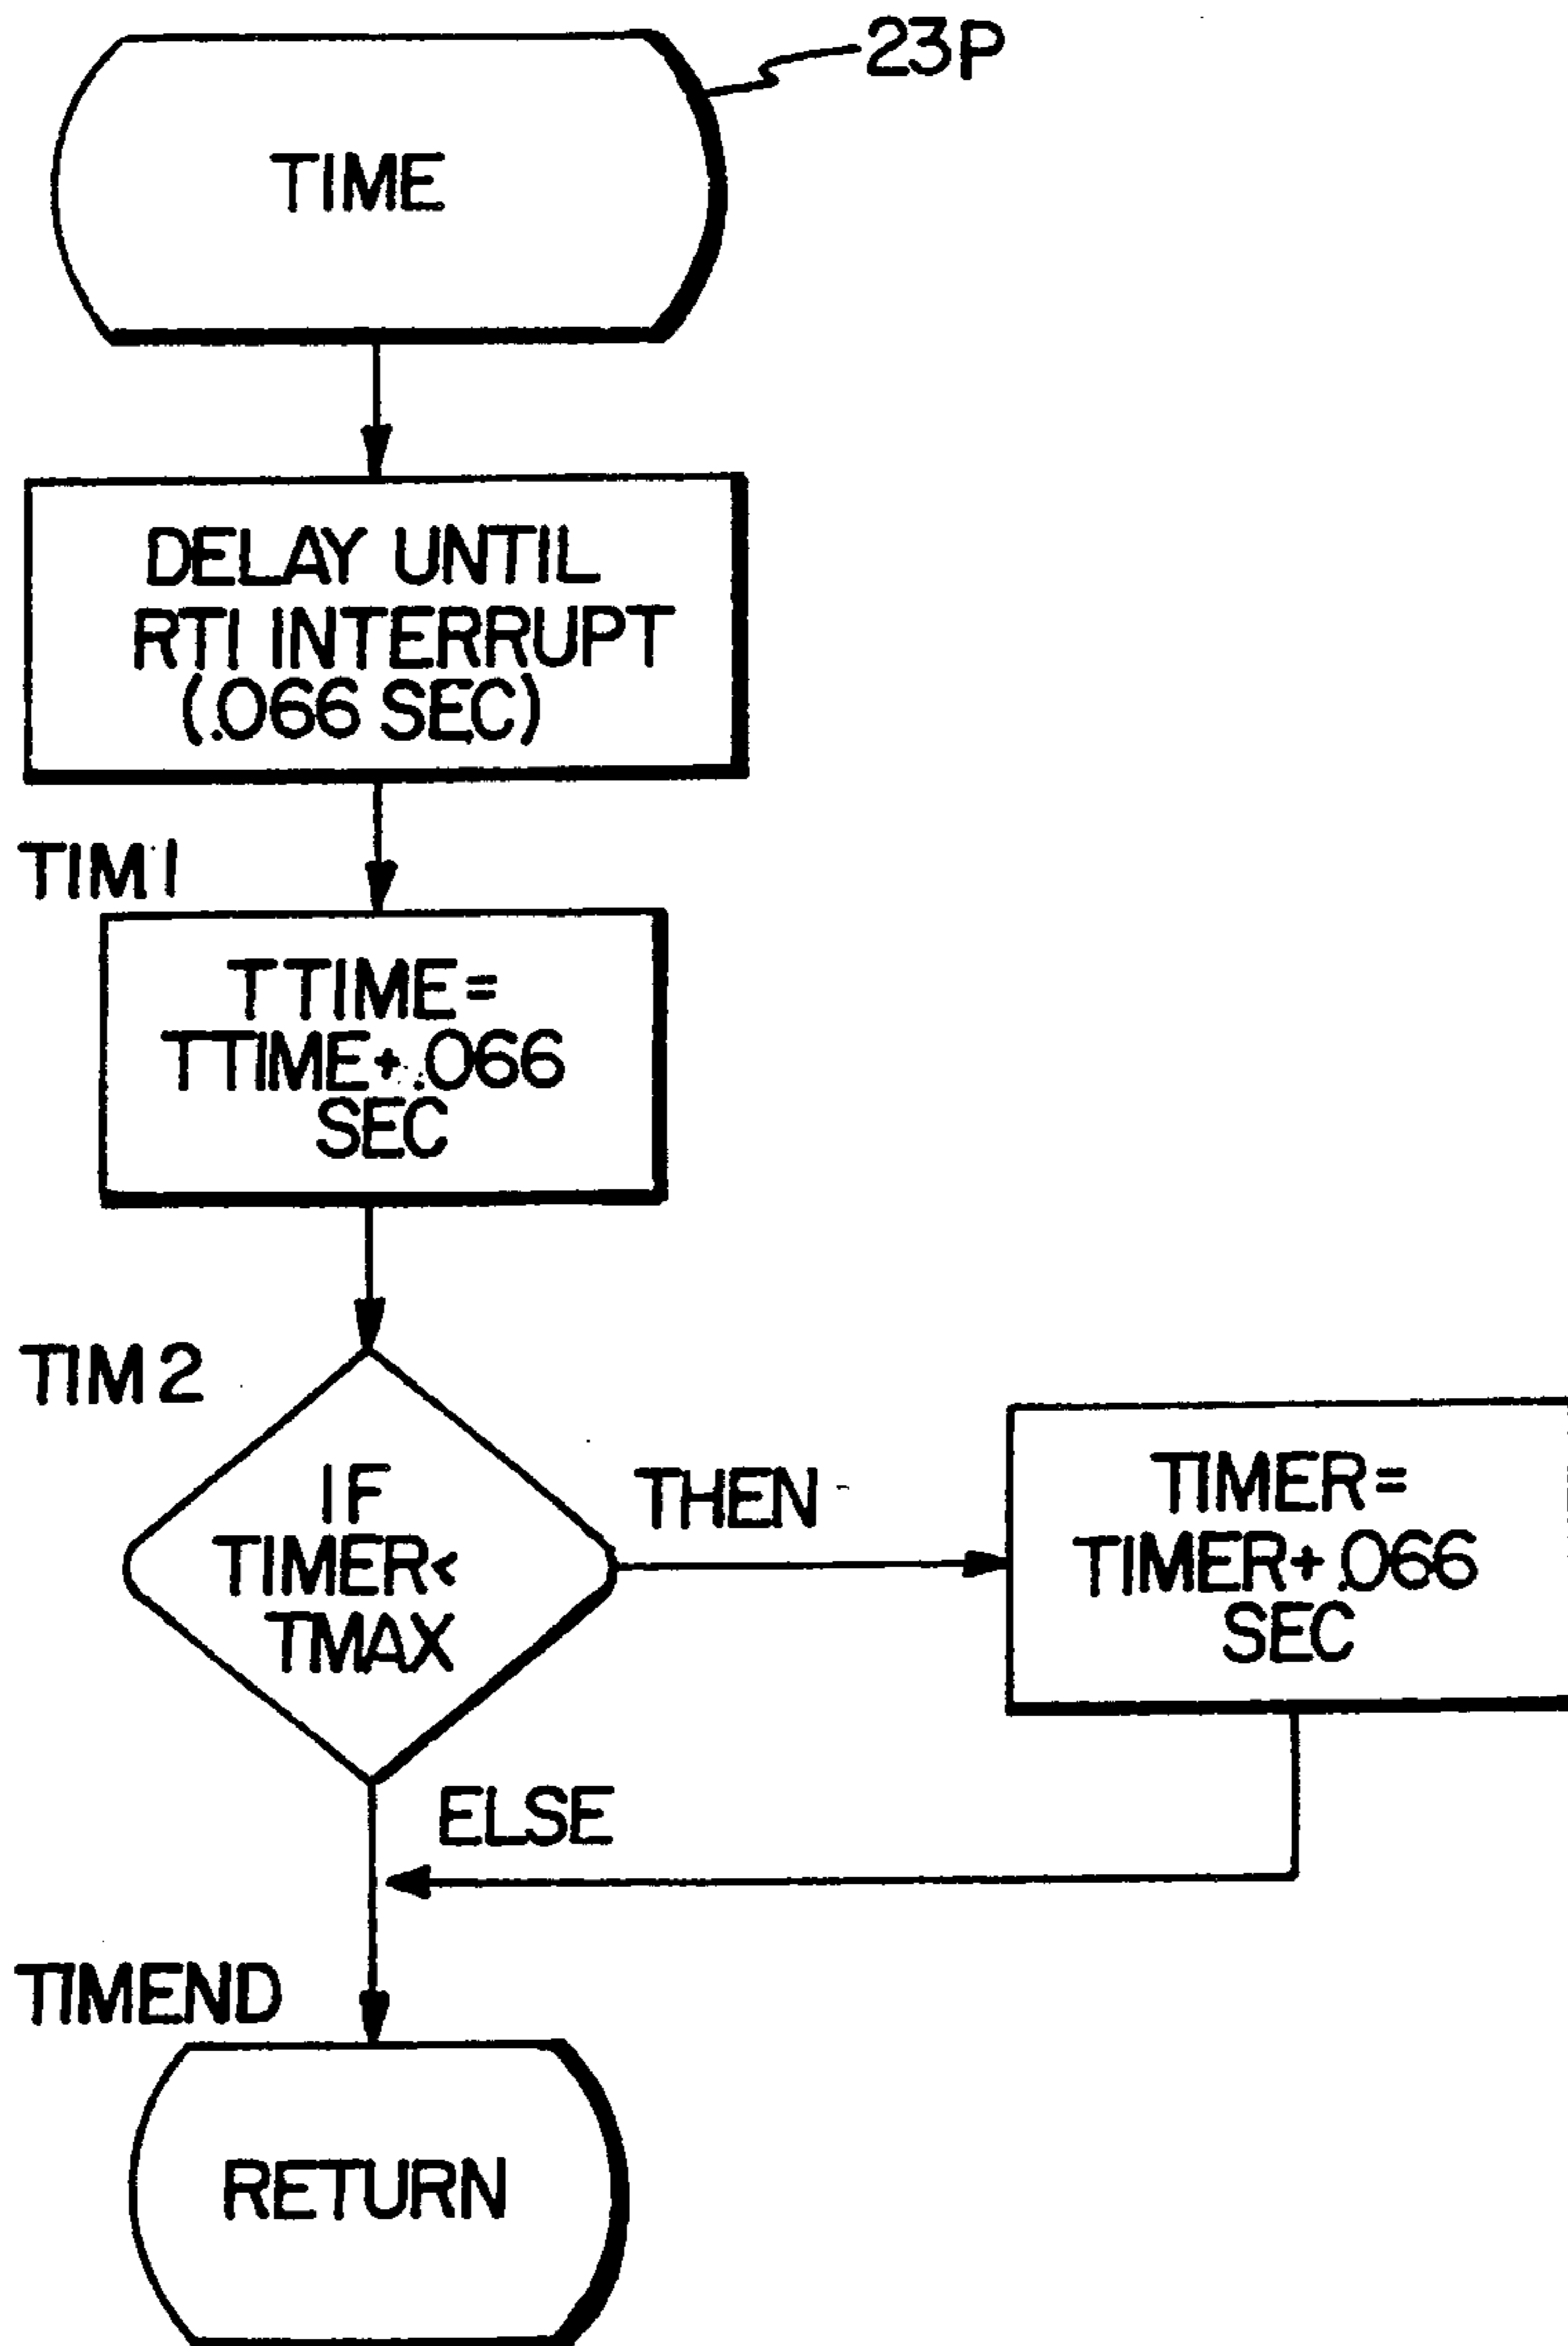 23P
TIME
DELAY UNTIL
RTI INTERRUPT
(.066 SEC)
TIM1
TTIME=
TTIME+.066
SEC
TIM2
IF
TIMER<
TMAX
THEN
TIMER=
TIMER+.066
SEC
ELSE
TIMEND
RETURN